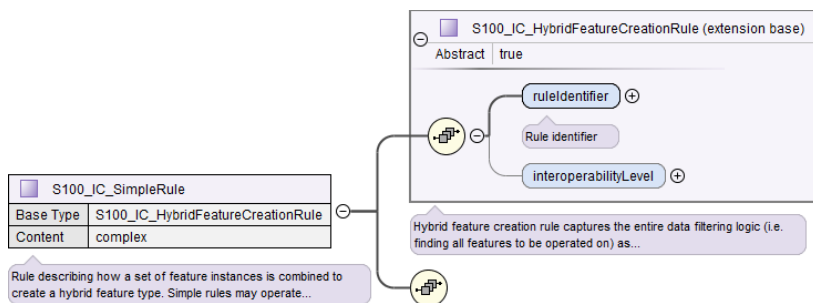 S100_IC_HybridFeatureCreationRule (extension base)
Abstract true
ruleIdentifier
Rule identifier
interoperabilityLevel
Hybrid feature creation rule captures the entire data filtering logic (i.e.
finding all features to be operated on) as...
S100_IC_SimpleRule
Base Type S100_IC_HybridFeatureCreationRule
Content complex
Rule describing how a set of feature instances is combined to
create a hybrid feature type. Simple rules may operate...